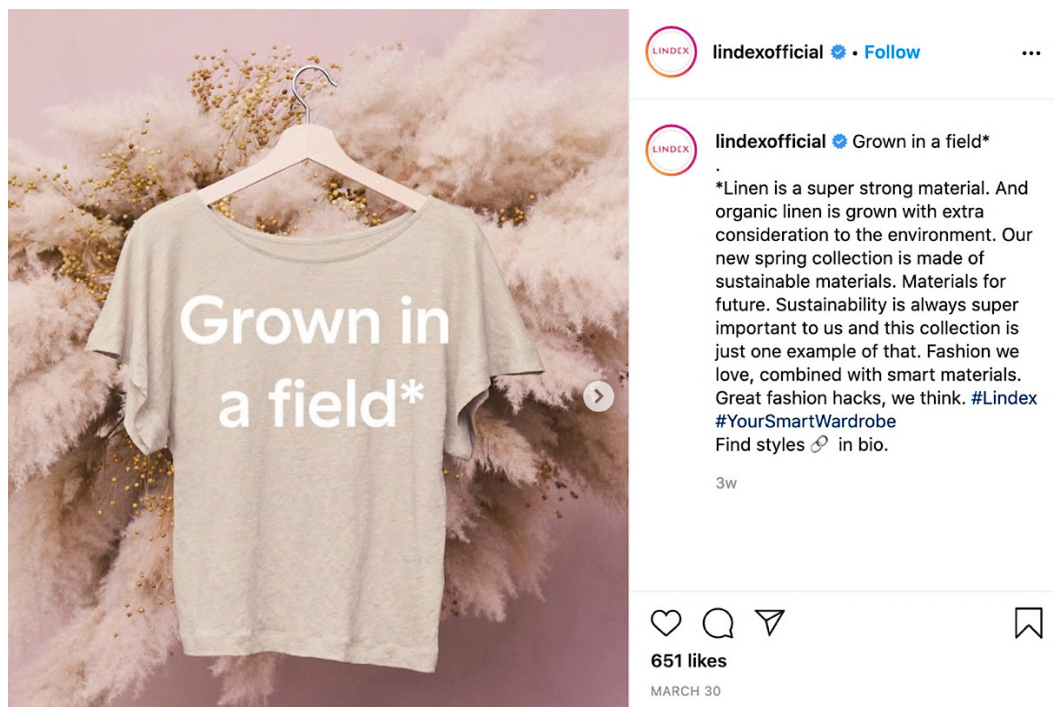 Grown in
a field*
LINDEX
lindexofficial • Follow
LINDEX
lindexofficial Grown in a field*
.
*Linen is a super strong material. And
organic linen is grown with extra
consideration to the environment. Our
new spring collection is made of
sustainable materials. Materials for
future. Sustainability is always super
important to us and this collection is
just one example of that. Fashion we
love, combined with smart materials.
Great fashion hacks, we think. #Lindex
#YourSmartWardrobe
Find styles 🔗 in bio.
3w
651 likes
MARCH 30